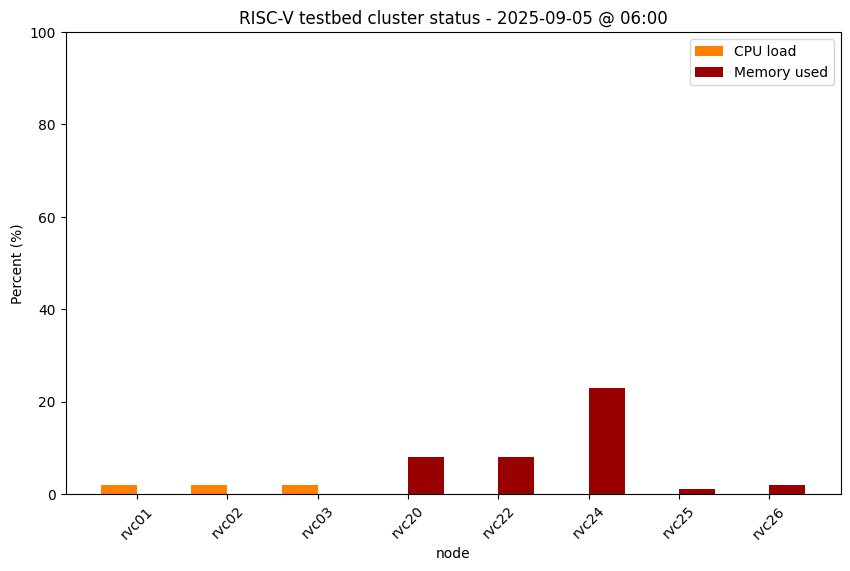 RISC-V testbed cluster status - 2025-09-05 @ 06:00
CPU load
Memory used
Percent (%)
100
80
60
40
20
0
rvc01
rvc02
rvc03
rvc20
rvc22
rvc24
rvc25
rvc26
node